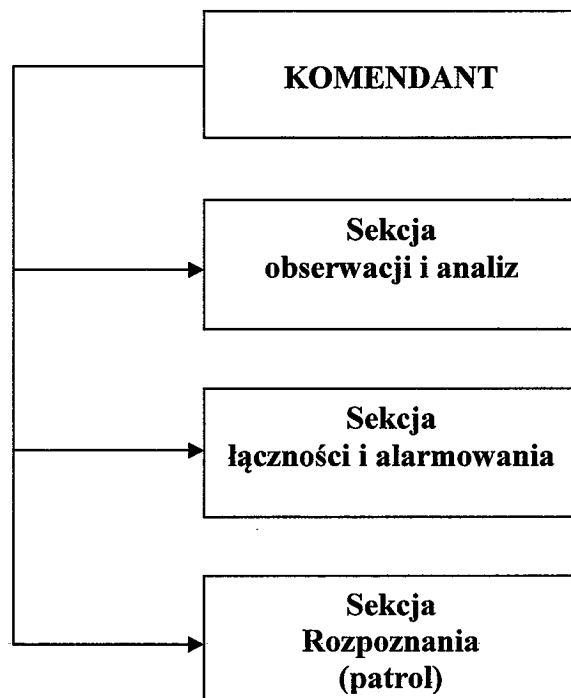 KOMENDANT
Sekcja
obserwacji i analiz
Sekcja
łączności i alarmowania
Sekcja
Rozpoznania
(patrol)